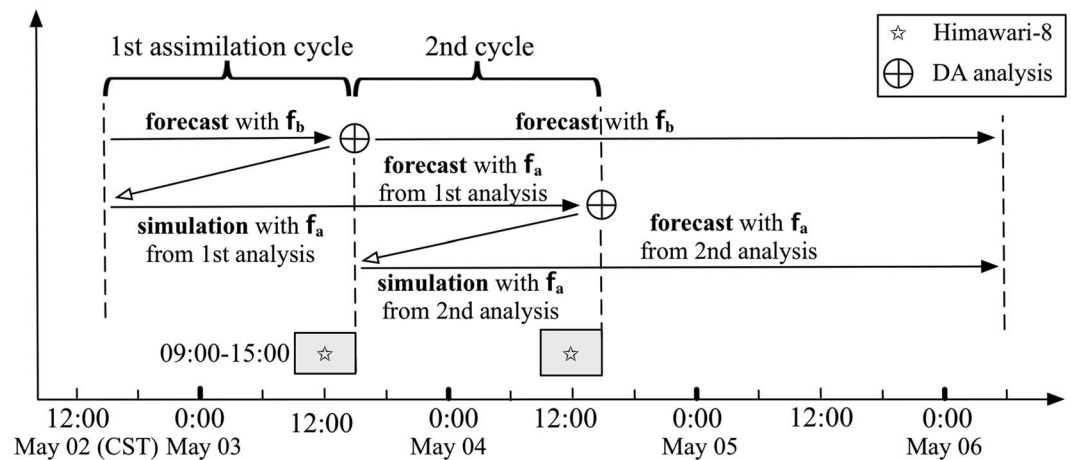 1st assimilation cycle
2nd cycle
☆ Himawari-8
⊕ DA analysis
forecast with fb
forecast with fb
forecast with fa
from 1st analysis
simulation with fa
from 1st analysis
forecast with fa
from 2nd analysis
simulation with fa
from 2nd analysis
09:00-15:00
12:00 0:00 12:00 0:00 12:00 0:00 12:00 0:00
May 02 (CST) May 03 May 04 May 05 May 06